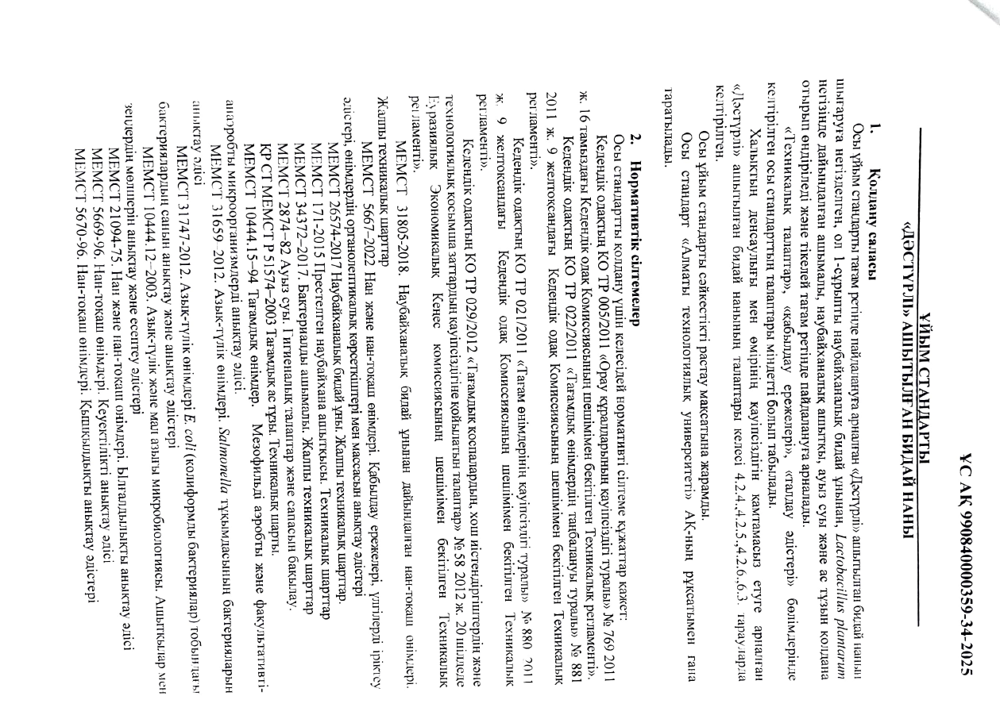 ҰС АҚ 990840000359-34-2025
ҰЙЫМ СТАНДАРТЫ
«ДӘСТҮРЛІ» АШЫТЫЛҒАН БИДАЙ НАНЫ
1. Қолдану саласы
Осы ұйым стандарты тағам ретінде пайдалануға арналған «Дәстүрлі» ашытылған бидай нанын
шығаруға негізделген, ол 1-сұрыпты наубайханалық бидай ұнынан, Lactobacillus plantarum
негізінде дайындалған ашымалы, наубайханалық ашытқы, ауыз суы және ас тұзын қолдана
отырып өндіріледі және тікелей тағам ретінде пайдалануға арналады.
«Техникалық талаптар», «қабылдау ережелері», «талдау әдістері» бөлімдерінде
келтірілген осы стандарттың талаптары міндетті болып табылады.
Халықтың денсаулығы мен өмірінің қауіпсіздігін қамтамасыз етуге арналған
«Дәстүрлі» ашытылған бидай нанының талаптары келесі 4.2.4.,4.2.5.,4.2.6.,6.3. тарауларда
келтірілген.
Осы ұйым стандарты сәйкестікті растау мақсатына жарамды.
Осы стандарт «Алматы технологиялық университеті» АҚ-ның рұқсатымен ғана
таратылады.
2. Нормативтік сілтемелер
Осы стандартты қолдану үшін келесідей нормативті сілтеме құжаттар қажет:
Кедендік одақтың КО ТР 005/2011 «Орау құралдарының қауіпсіздігі туралы» № 769 2011
ж. 16 тамыздағы Кедендік одақ Комиссиясының шешімімен бекітілген Техникалық регламенті».
Кедендік одақтың КО ТР 022/2011 «Тағамдық өнімдердің таңбалануы туралы» № 881
2011 ж. 9 желтоқсандағы Кедендік одақ Комиссиясының шешімімен бекітілген Техникалық
регламенті».
Кедендік одақтың КО ТР 021/2011 «Тағам өнімдерінің қауіпсіздігі туралы» № 880 2011
ж. 9 желтоқсандағы Кедендік одақ Комиссиясының шешімімен бекітілген Техникалық
регламенті».
Кедендік одақтың КО ТР 029/2012 «Тағамдық қоспалардың, хош иістендіргіштердің және
технологиялық қосымша заттардың қауіпсіздігіне қойылатын талаптар» № 58 2012 ж. 20 шілдеде
Еуразиялық Экономикалық Кеңес комиссиясының шешімімен бекітілген Техникалық
регламенті».
МЕМСТ 31805-2018. Наубайханалық бидай ұнынан дайындалған нан-тоқаш өнімдері.
Жалпы техникалық шарттар
МЕМСТ 5667–2022 Нан және нан-тоқаш өнімдері. Қабылдау ережелері, үлгілерді іріктеу
әдістері, өнімдердің органолептикалық көрсеткіштері мен массасын анықтау әдістері
МЕМСТ 26574-2017 Наубайханалық бидай ұны. Жалпы техникалық шарттар.
МЕМСТ 171-2015 Престелген наубайхана ашытқысы. Техникалық шарттар
МЕМСТ 34372–2017. Бактериалды ашымалы. Жалпы техникалық шарттар
МЕМСТ 2874–82 Ауыз суы. Гигиеналық талаптар және сапасын бақылау.
ҚР СТ МЕМСТ Р 51574–2003 Тағамдық ас тұзы. Техникалық шарты.
МЕМСТ 10444.15–94 Тағамдық өнімдер. Мезофильді аэробты және факультативті-
анаэробты микроорганизмдерді анықтау әдісі.
МЕМСТ 31659–2012. Азық-түлік өнімдері. Salmonella тұқымдасының бактерияларын
анықтау әдісі
МЕМСТ 31747-2012. Азық-түлік өнімдері E. coli (колиформды бактериялар) тобындағы
бактериялардың санын анықтау және анықтау әдістері
МЕМСТ 10444.12–2003. Азық-түлік және мал азығы микробиологиясы. Ашытқылар мен
зеңдердің мөлшерін анықтау және есептеу әдістері
МЕМСТ 21094-75. Нан және нан-тоқаш өнімдері. Ылғалдылықты анықтау әдісі
МЕМСТ 5669-96. Нан-тоқаш өнімдері. Кеуектілікті анықтау әдісі
МЕМСТ 5670-96. Нан-тоқаш өнімдері. Қышқылдықты анықтау әдістері